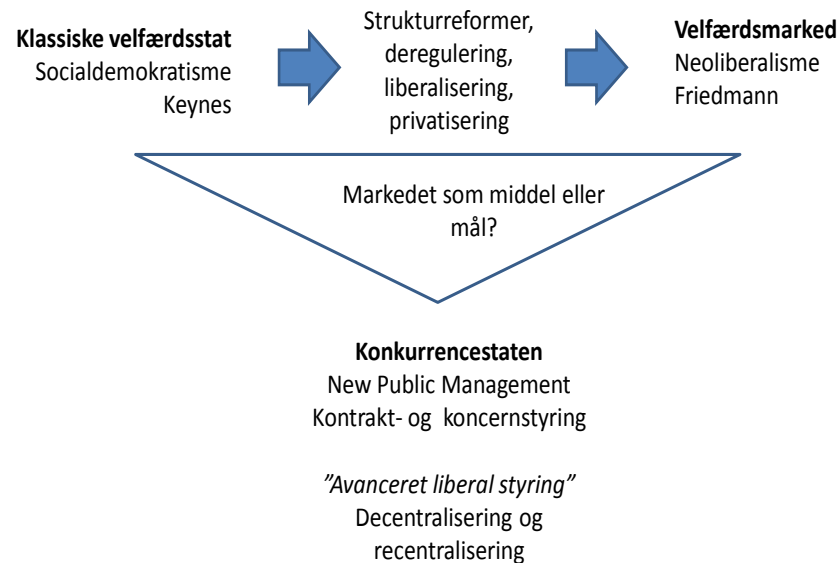 Klassiske velfærdsstat
Socialdemokratisme
Keynes
Strukturreformer,
deregulering,
liberalisering,
privatisering
Velfærdsmarked
Neoliberalisme
Friedmann
Markedet som middel eller
mål?
Konkurrencestaten
New Public Management
Kontrakt- og koncernstyring
”Avanceret liberal styring”
Decentralisering og
recentralisering